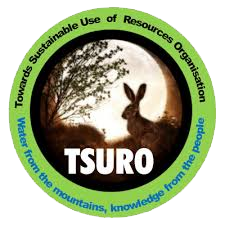 Towards Sustainable Use of Resources Organisation
TSURO
Water from the mountains, knowledge from the people